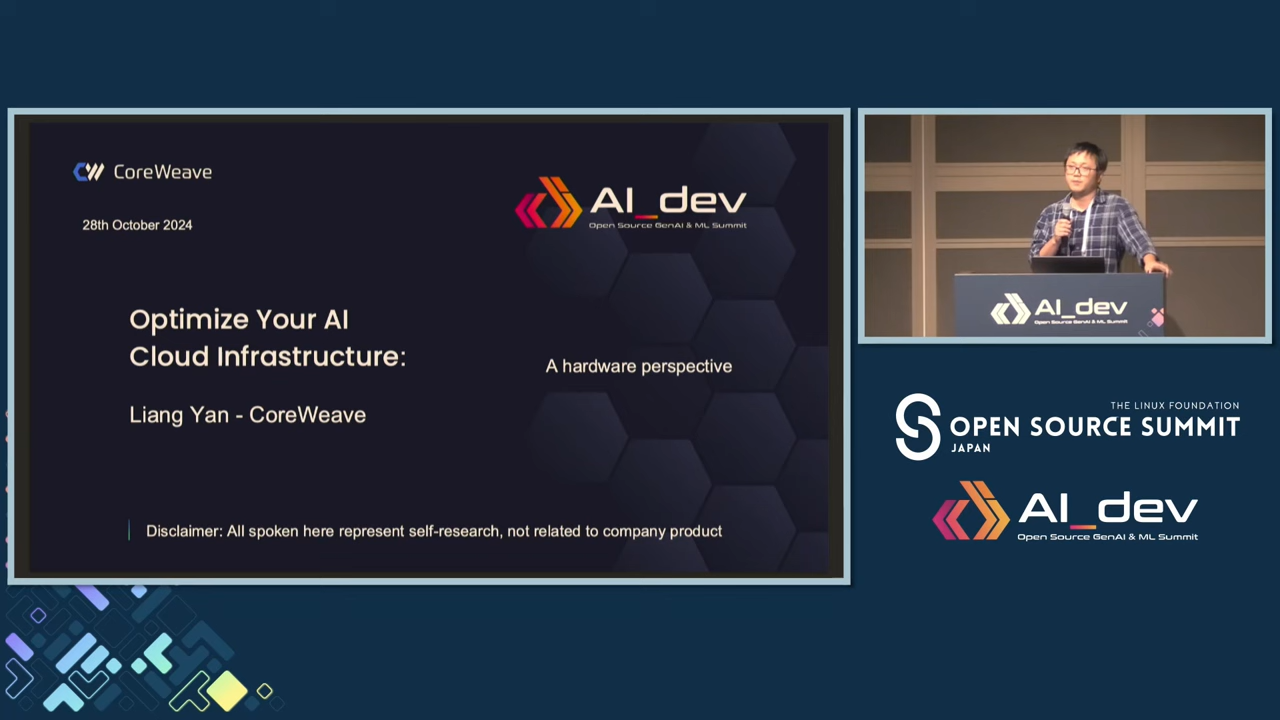 CoreWeave
28th October 2024
AI_dev
Open Source GenAI & ML Summit
Optimize Your AI
Cloud Infrastructure:
A hardware perspective
Liang Yan - CoreWeave
Disclaimer: All spoken here represent self-research, not related to company product
AI_dev
Open Source GenAI & ML Summit
THE LINUX FOUNDATION
OPEN SOURCE SUMMIT
JAPAN
AI_dev
Open Source GenAI & ML Summit